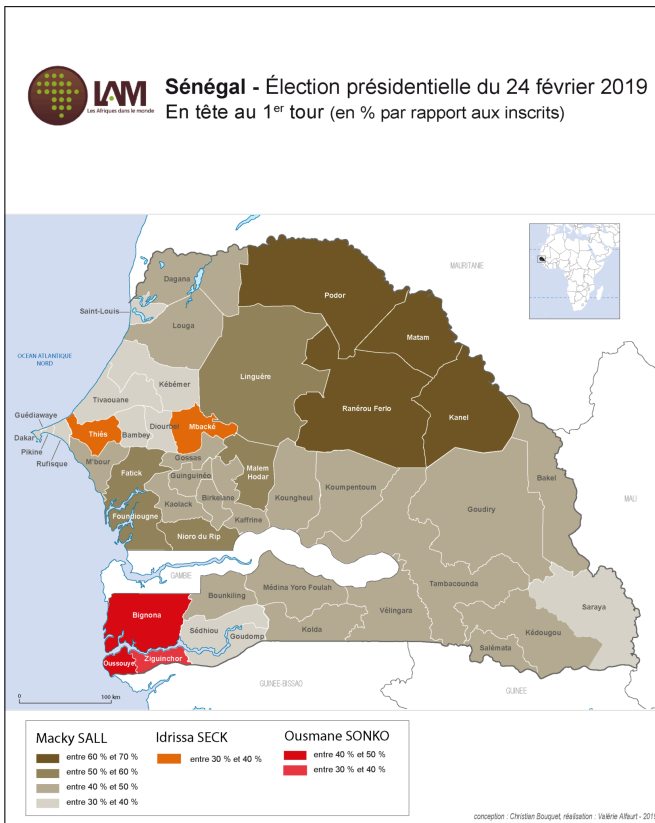 LAM
Les Afriques dans le monde
Sénégal - Élection présidentielle du 24 février 2019
En tête au 1er tour (en % par rapport aux inscrits)
MAURITANIE
Dagana
Podor
Saint-Louis
Louga
Matam
OCEAN ATLANTIQUE
NORD
Linguère
Kébémer
Ranérou Ferlo
Kanel
Tivaouane
Guédiawaye
Thiès
Diourbel
Mbacké
Dakar
Bambey
Pikine
Rufisque
M'bour
Gossas
Fatick
Guinguinéo
Malem
Hodar
Bakel
Koungheul
Koumpentoum
MALI
Kaolack
Birkelane
Goudiry
Foundiougne
Kaffrine
Nioro du Rip
GAMBIE
Médina Yoro Foulah
Tambacounda
Bounkiling
Saraya
Bignona
Vélingara
Sédhiou
Goudomp
Kolda
Kédougou
Salémata
Oussouye
Ziguinchor
GUINEE-BISSAO
GUINEE
0
100 km
Macky SALL
entre 60 % et 70 %
entre 50 % et 60 %
entre 40 % et 50 %
entre 30 % et 40 %
Idrissa SECK
entre 30 % et 40 %
Ousmane SONKO
entre 40 % et 50 %
entre 30 % et 40 %
conception : Christian Bouquet, réalisation : Valérie Alfaurt - 2019